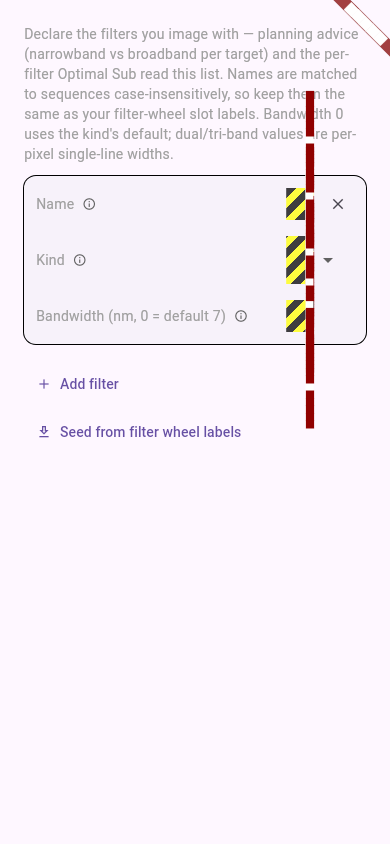 Declare the filters you image with — planning advice
(narrowband vs broadband per target) and the per-
filter Optimal Sub read this list. Names are matched
to sequences case-insensitively, so keep them in the
same as your filter-wheel slot labels. Bandwidth 0
uses the kind's default; dual/tri-band values are per-
pixel single-line widths.
Name
Kind
Bandwidth (nm, 0 = default 7)
Add filter
Seed from filter wheel labels